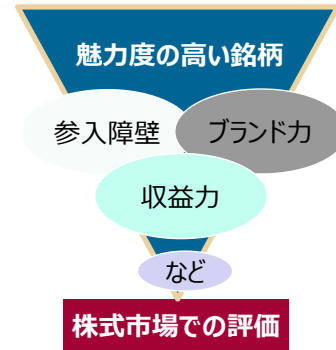 魅力度の高い銘柄
参入障壁
ブランド力
収益力
など
株式市場での評価